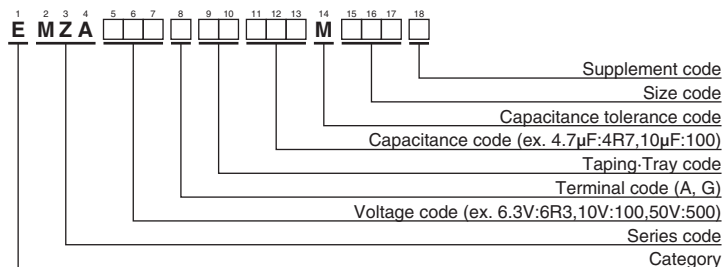 1 2 3 4 5 6 7 8 9 10 11 12 13 14 15 16 17 18
E M Z A M
Supplement code
Size code
Capacitance tolerance code
Capacitance code (ex. 4.7µF:4R7,10µF:100)
Taping·Tray code
Terminal code (A, G)
Voltage code (ex. 6.3V:6R3,10V:100,50V:500)
Series code
Category